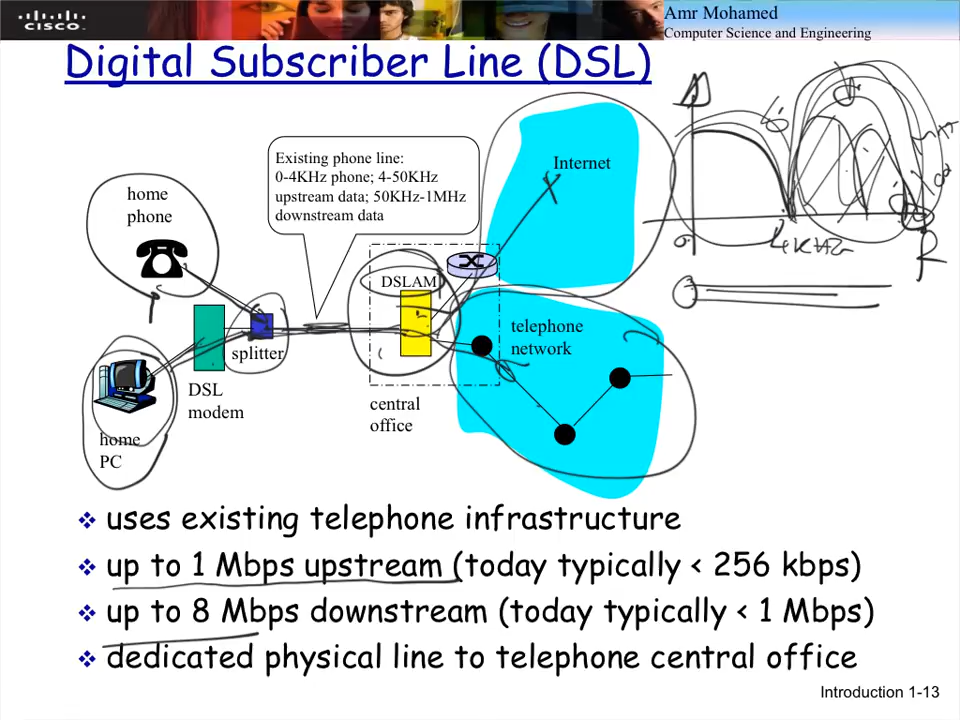 CISCO
Amr Mohamed
Computer Science and Engineering
Digital Subscriber Line (DSL)
Existing phone line:
0-4KHz phone; 4-50KHz
upstream data; 50KHz-1MHz
downstream data
Internet
home
phone
DSLAM
4KHz
splitter
telephone
network
DSL
modem
central
office
home
PC
❖ uses existing telephone infrastructure
❖ up to 1 Mbps upstream (today typically < 256 kbps)
❖ up to 8 Mbps downstream (today typically < 1 Mbps)
❖ dedicated physical line to telephone central office
Introduction 1-13